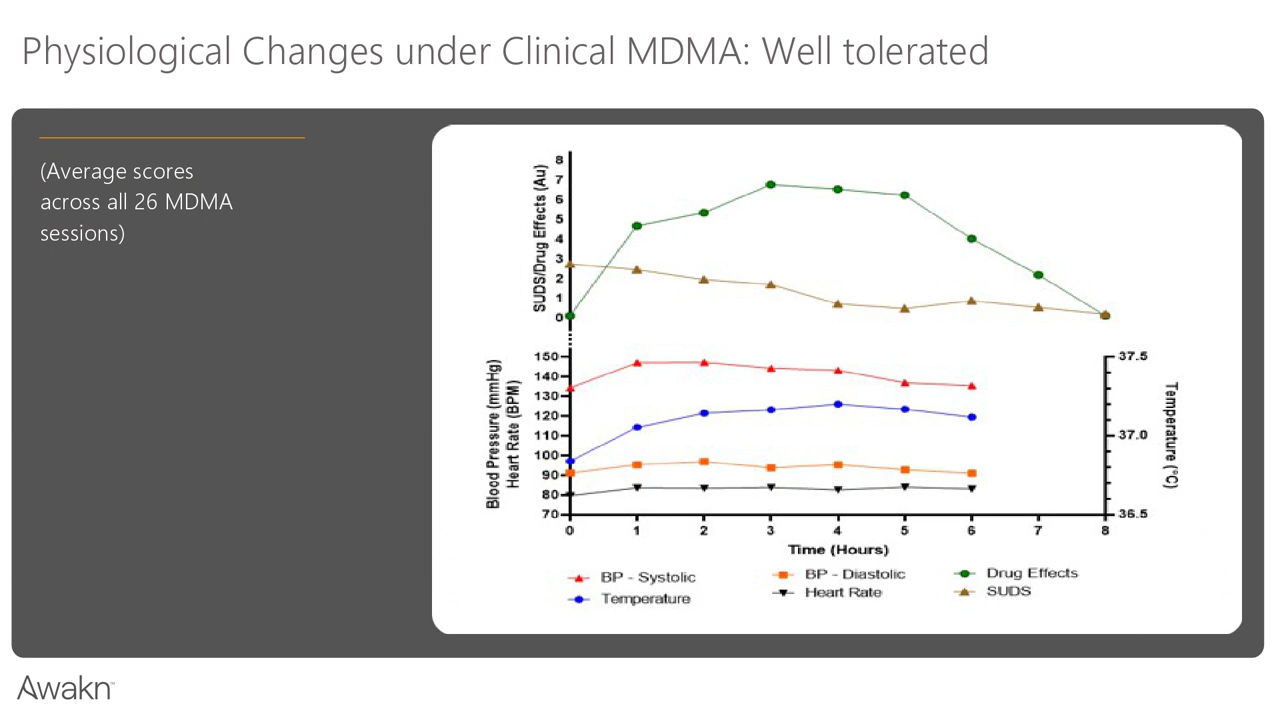 Physiological Changes under Clinical MDMA: Well tolerated
(Average scores
across all 26 MDMA
sessions)
SUDS/Drug Effects (Au)
8
7
6
5
4
3
2
1
0
Blood Pressure (mmHg)
Heart Rate (BPM)
150
140
130
120
110
100
90
80
70
37.5
37.0
36.5
Temperature (°C)
0 1 2 3 4 5 6 7 8
Time (Hours)
BP - Systolic BP - Diastolic Drug Effects
Temperature Heart Rate SUDS
Awakn™